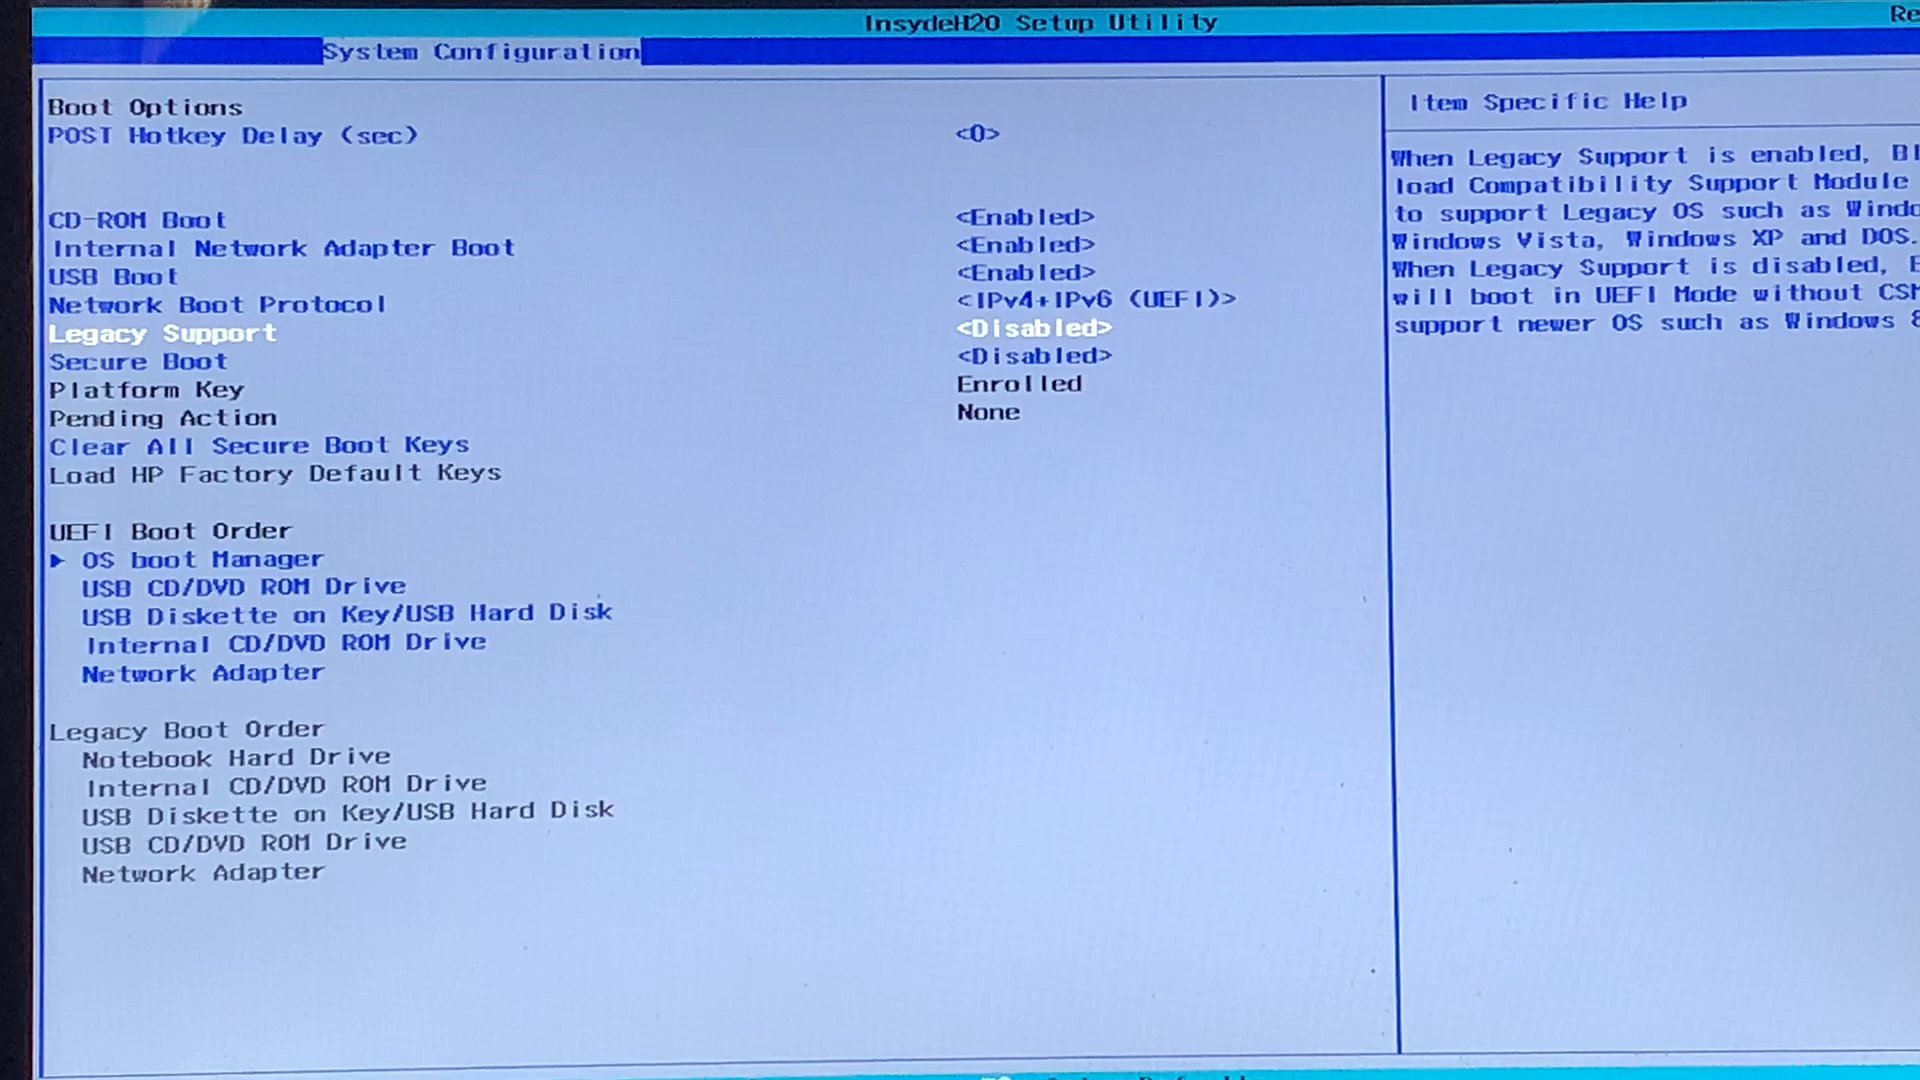 InsydeH2O Setup Utility
System Configuration
Boot Options
POST Hotkey Delay (sec) <0>
CD-ROM Boot <Enabled>
Internal Network Adapter Boot <Enabled>
USB Boot <Enabled>
Network Boot Protocol <IPv4+IPv6 (UEFI)>
Legacy Support <Disabled>
Secure Boot <Disabled>
Platform Key Enrolled
Pending Action None
Clear All Secure Boot Keys
Load HP Factory Default Keys
UEFI Boot Order
▶ OS boot Manager
USB CD/DVD ROM Drive
USB Diskette on Key/USB Hard Disk
Internal CD/DVD ROM Drive
Network Adapter
Legacy Boot Order
Notebook Hard Drive
Internal CD/DVD ROM Drive
USB Diskette on Key/USB Hard Disk
USB CD/DVD ROM Drive
Network Adapter
Item Specific Help
When Legacy Support is enabled,
load Compatibility Support Module
to support Legacy OS such as
Windows Vista, Windows XP and DOS.
When Legacy Support is disabled,
will boot in UEFI Mode without
support newer OS such as Windows